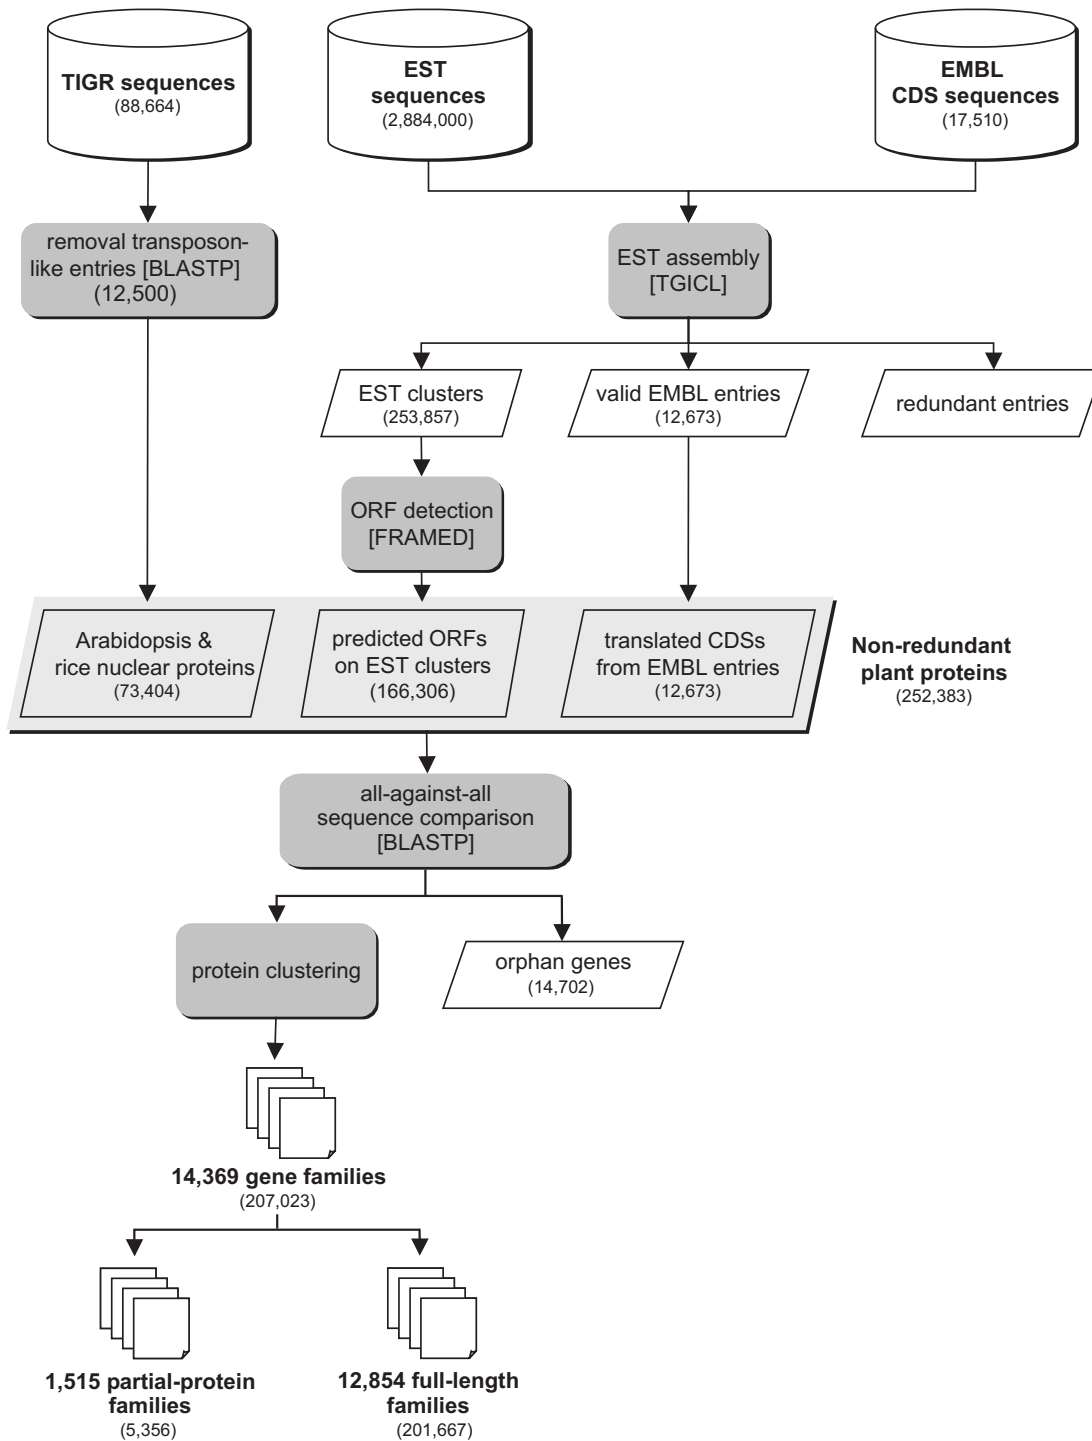 TIGR sequences
(88,664)
EST
sequences
(2,884,000)
EMBL
CDS sequences
(17,510)
removal transposon-
like entries [BLASTP]
(12,500)
EST assembly
[TGICL]
EST clusters
(253,857)
valid EMBL entries
(12,673)
redundant entries
ORF detection
[FRAMED]
Arabidopsis &
rice nuclear proteins
(73,404)
predicted ORFs
on EST clusters
(166,306)
translated CDSs
from EMBL entries
(12,673)
Non-redundant
plant proteins
(252,383)
all-against-all
sequence comparison
[BLASTP]
protein clustering
orphan genes
(14,702)
14,369 gene families
(207,023)
1,515 partial-protein
families
(5,356)
12,854 full-length
families
(201,667)